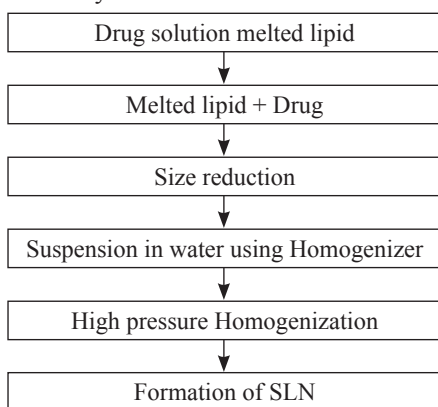 Drug solution melted lipid
Melted lipid + Drug
Size reduction
Suspension in water using Homogenizer
High pressure Homogenization
Formation of SLN